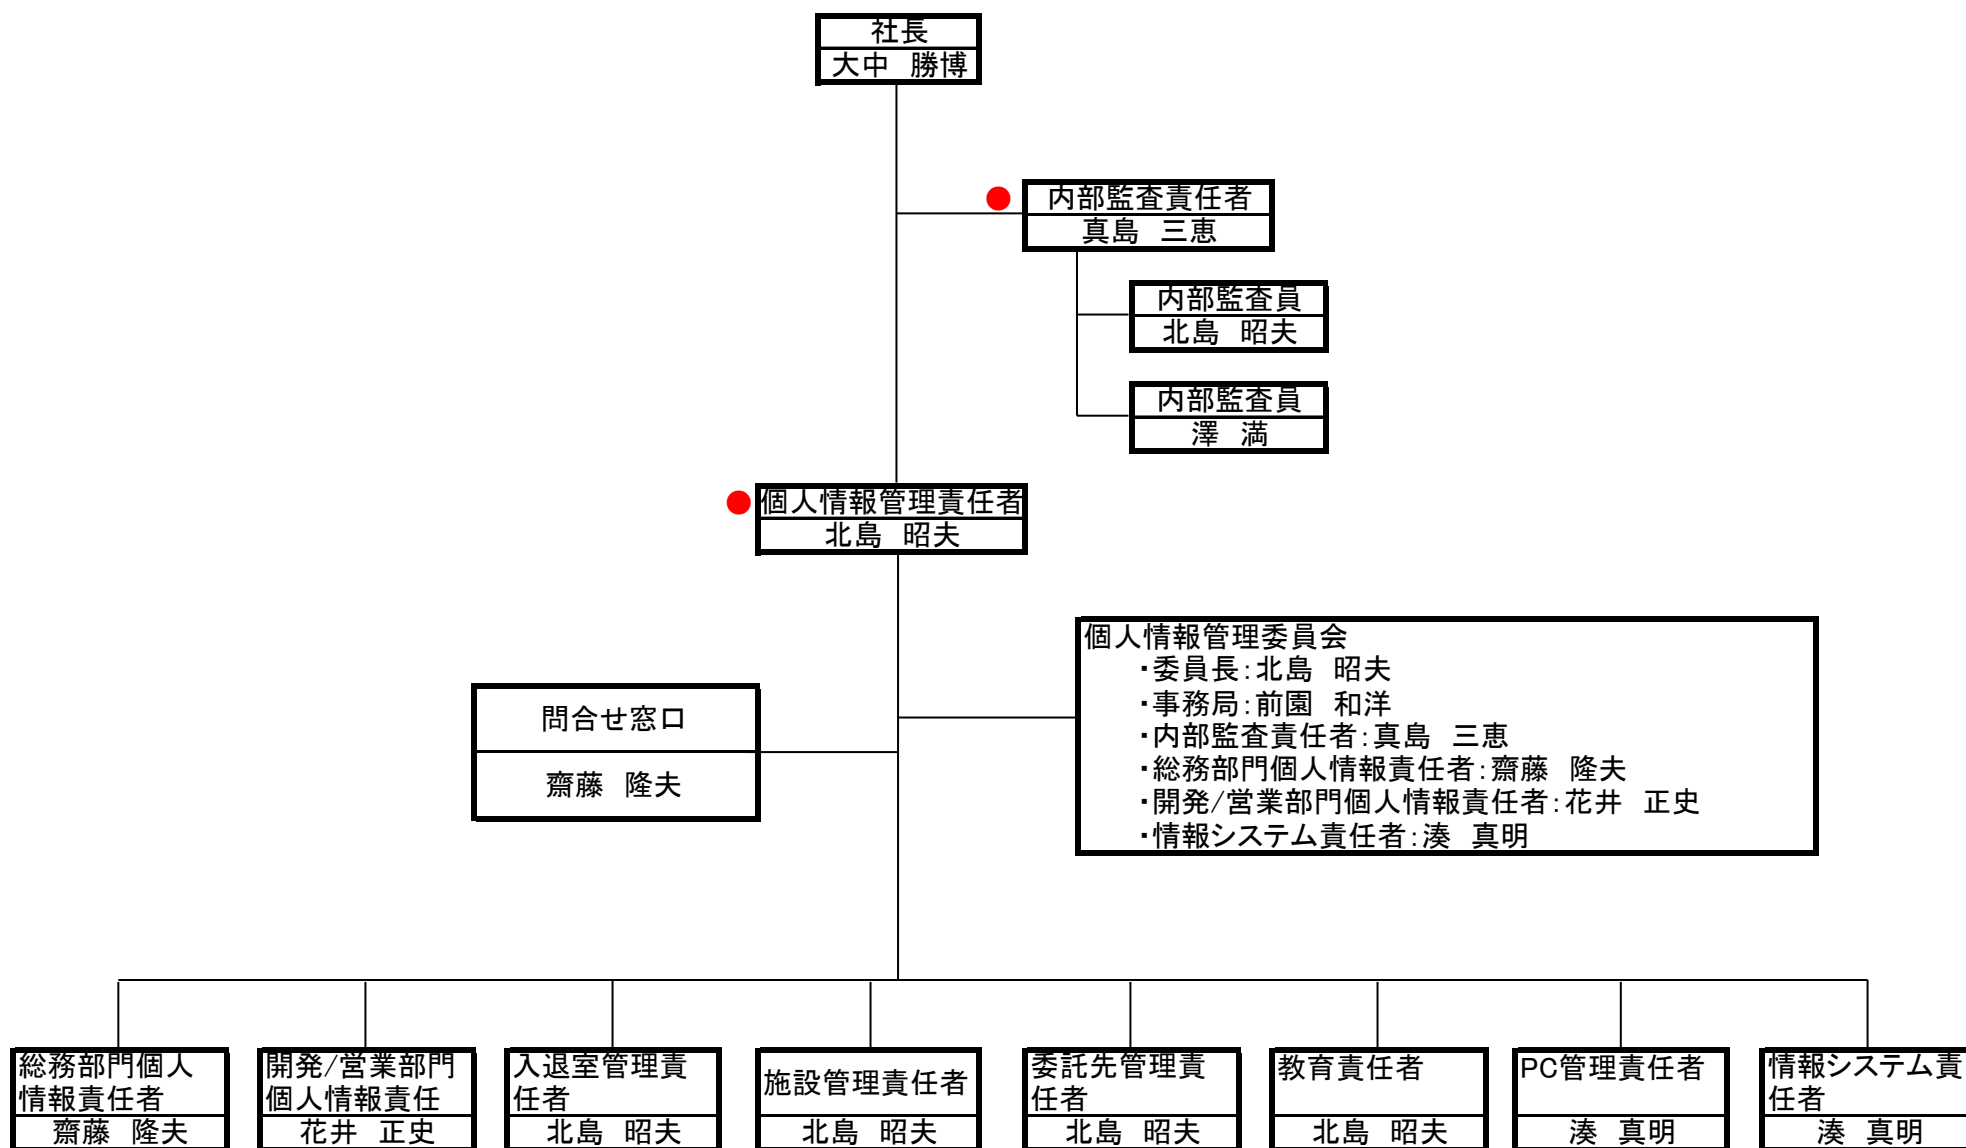 社長
大中　勝博
内部監査責任者
真島　三恵
内部監査員
北島　昭夫
内部監査員
澤　満
個人情報管理責任者
北島　昭夫
個人情報管理委員会
・委員長：北島　昭夫
・事務局：前園　和洋
・内部監査責任者：真島　三恵
・総務部門個人情報責任者：齋藤　隆夫
・開発/営業部門個人情報責任者：花井　正史
・情報システム責任者：湊　真明
問合せ窓口
齋藤　隆夫
総務部門個人
情報責任者
齋藤　隆夫
開発/営業部門
個人情報責任
花井　正史
入退室管理責
任者
北島　昭夫
施設管理責任者
北島　昭夫
委託先管理責
任者
北島　昭夫
教育責任者
北島　昭夫
PC管理責任者
湊　真明
情報システム責
任者
湊　真明